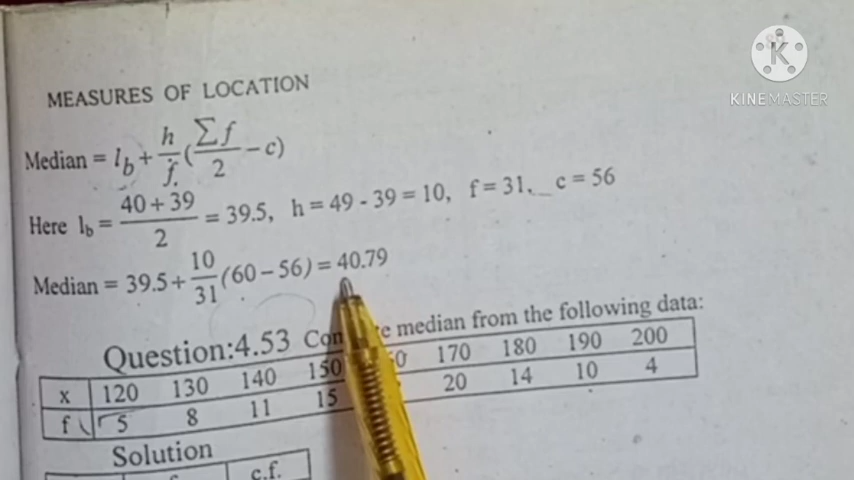 KINEMASTER
MEASURES OF LOCATION
Median = l_b + h/f (∑f/2 − c)
Here l_b = (40 + 39)/2 = 39.5, h = 49 - 39 = 10, f = 31, c = 56
Median = 39.5 + 10/31 (60 − 56) = 40.79
Question:4.53 median from the following data:
x 120 130 140 150 170 180 190 200
f 5 8 11 15 20 14 10 4
Solution
c.f.